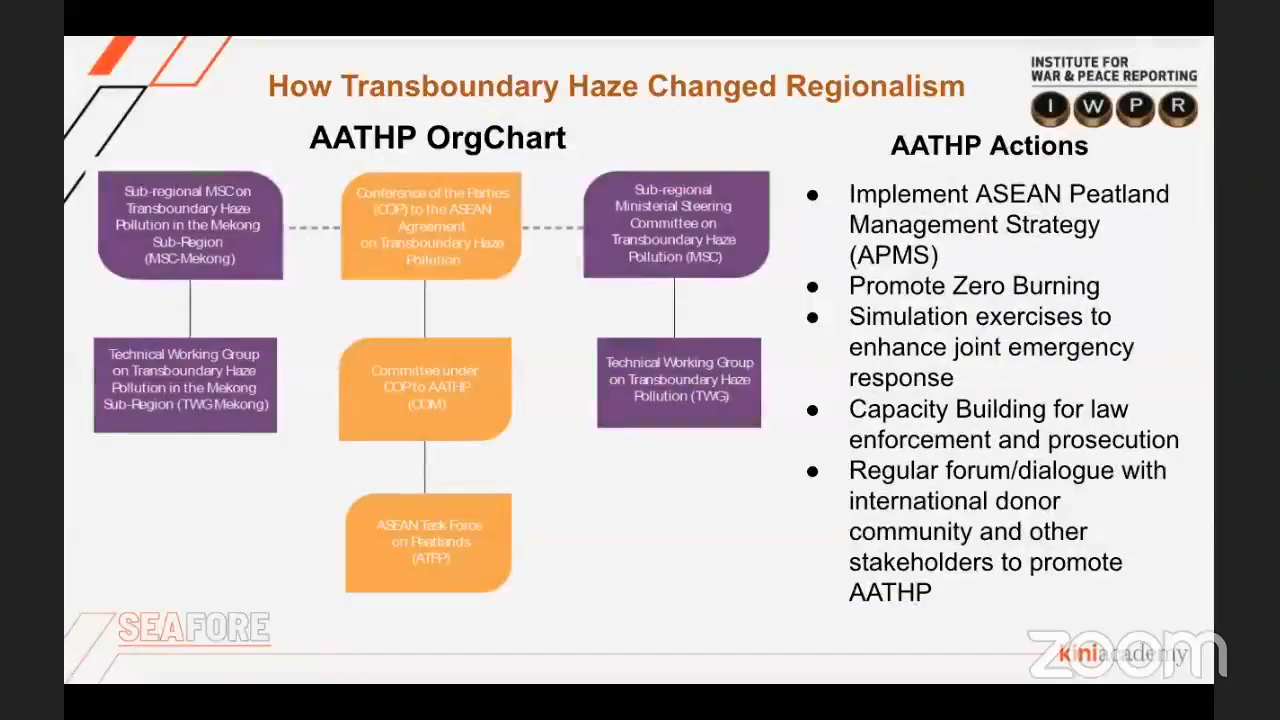 How Transboundary Haze Changed Regionalism
INSTITUTE FOR
WAR & PEACE REPORTING
I W P R
AATHP OrgChart
Sub-regional MSC on
Transboundary Haze
Pollution in the Mekong
Sub-Region
(MSC-Mekong)
Conference of the Parties
(COP) to the ASEAN
Agreement
on Transboundary Haze
Pollution
Sub-regional
Ministerial Steering
Committee on
Transboundary Haze
Pollution (MSC)
Technical Working Group
on Transboundary Haze
Pollution in the Mekong
Sub-Region (TWG Mekong)
Committee under
COP to AATHP
(COM)
Technical Working Group
on Transboundary Haze
Pollution (TWG)
ASEAN Task Force
on Peatlands
(ATFP)
AATHP Actions
● Implement ASEAN Peatland
Management Strategy
(APMS)
● Promote Zero Burning
● Simulation exercises to
enhance joint emergency
response
● Capacity Building for law
enforcement and prosecution
● Regular forum/dialogue with
international donor
community and other
stakeholders to promote
AATHP
SEAFORE
kiniacademy
zoom